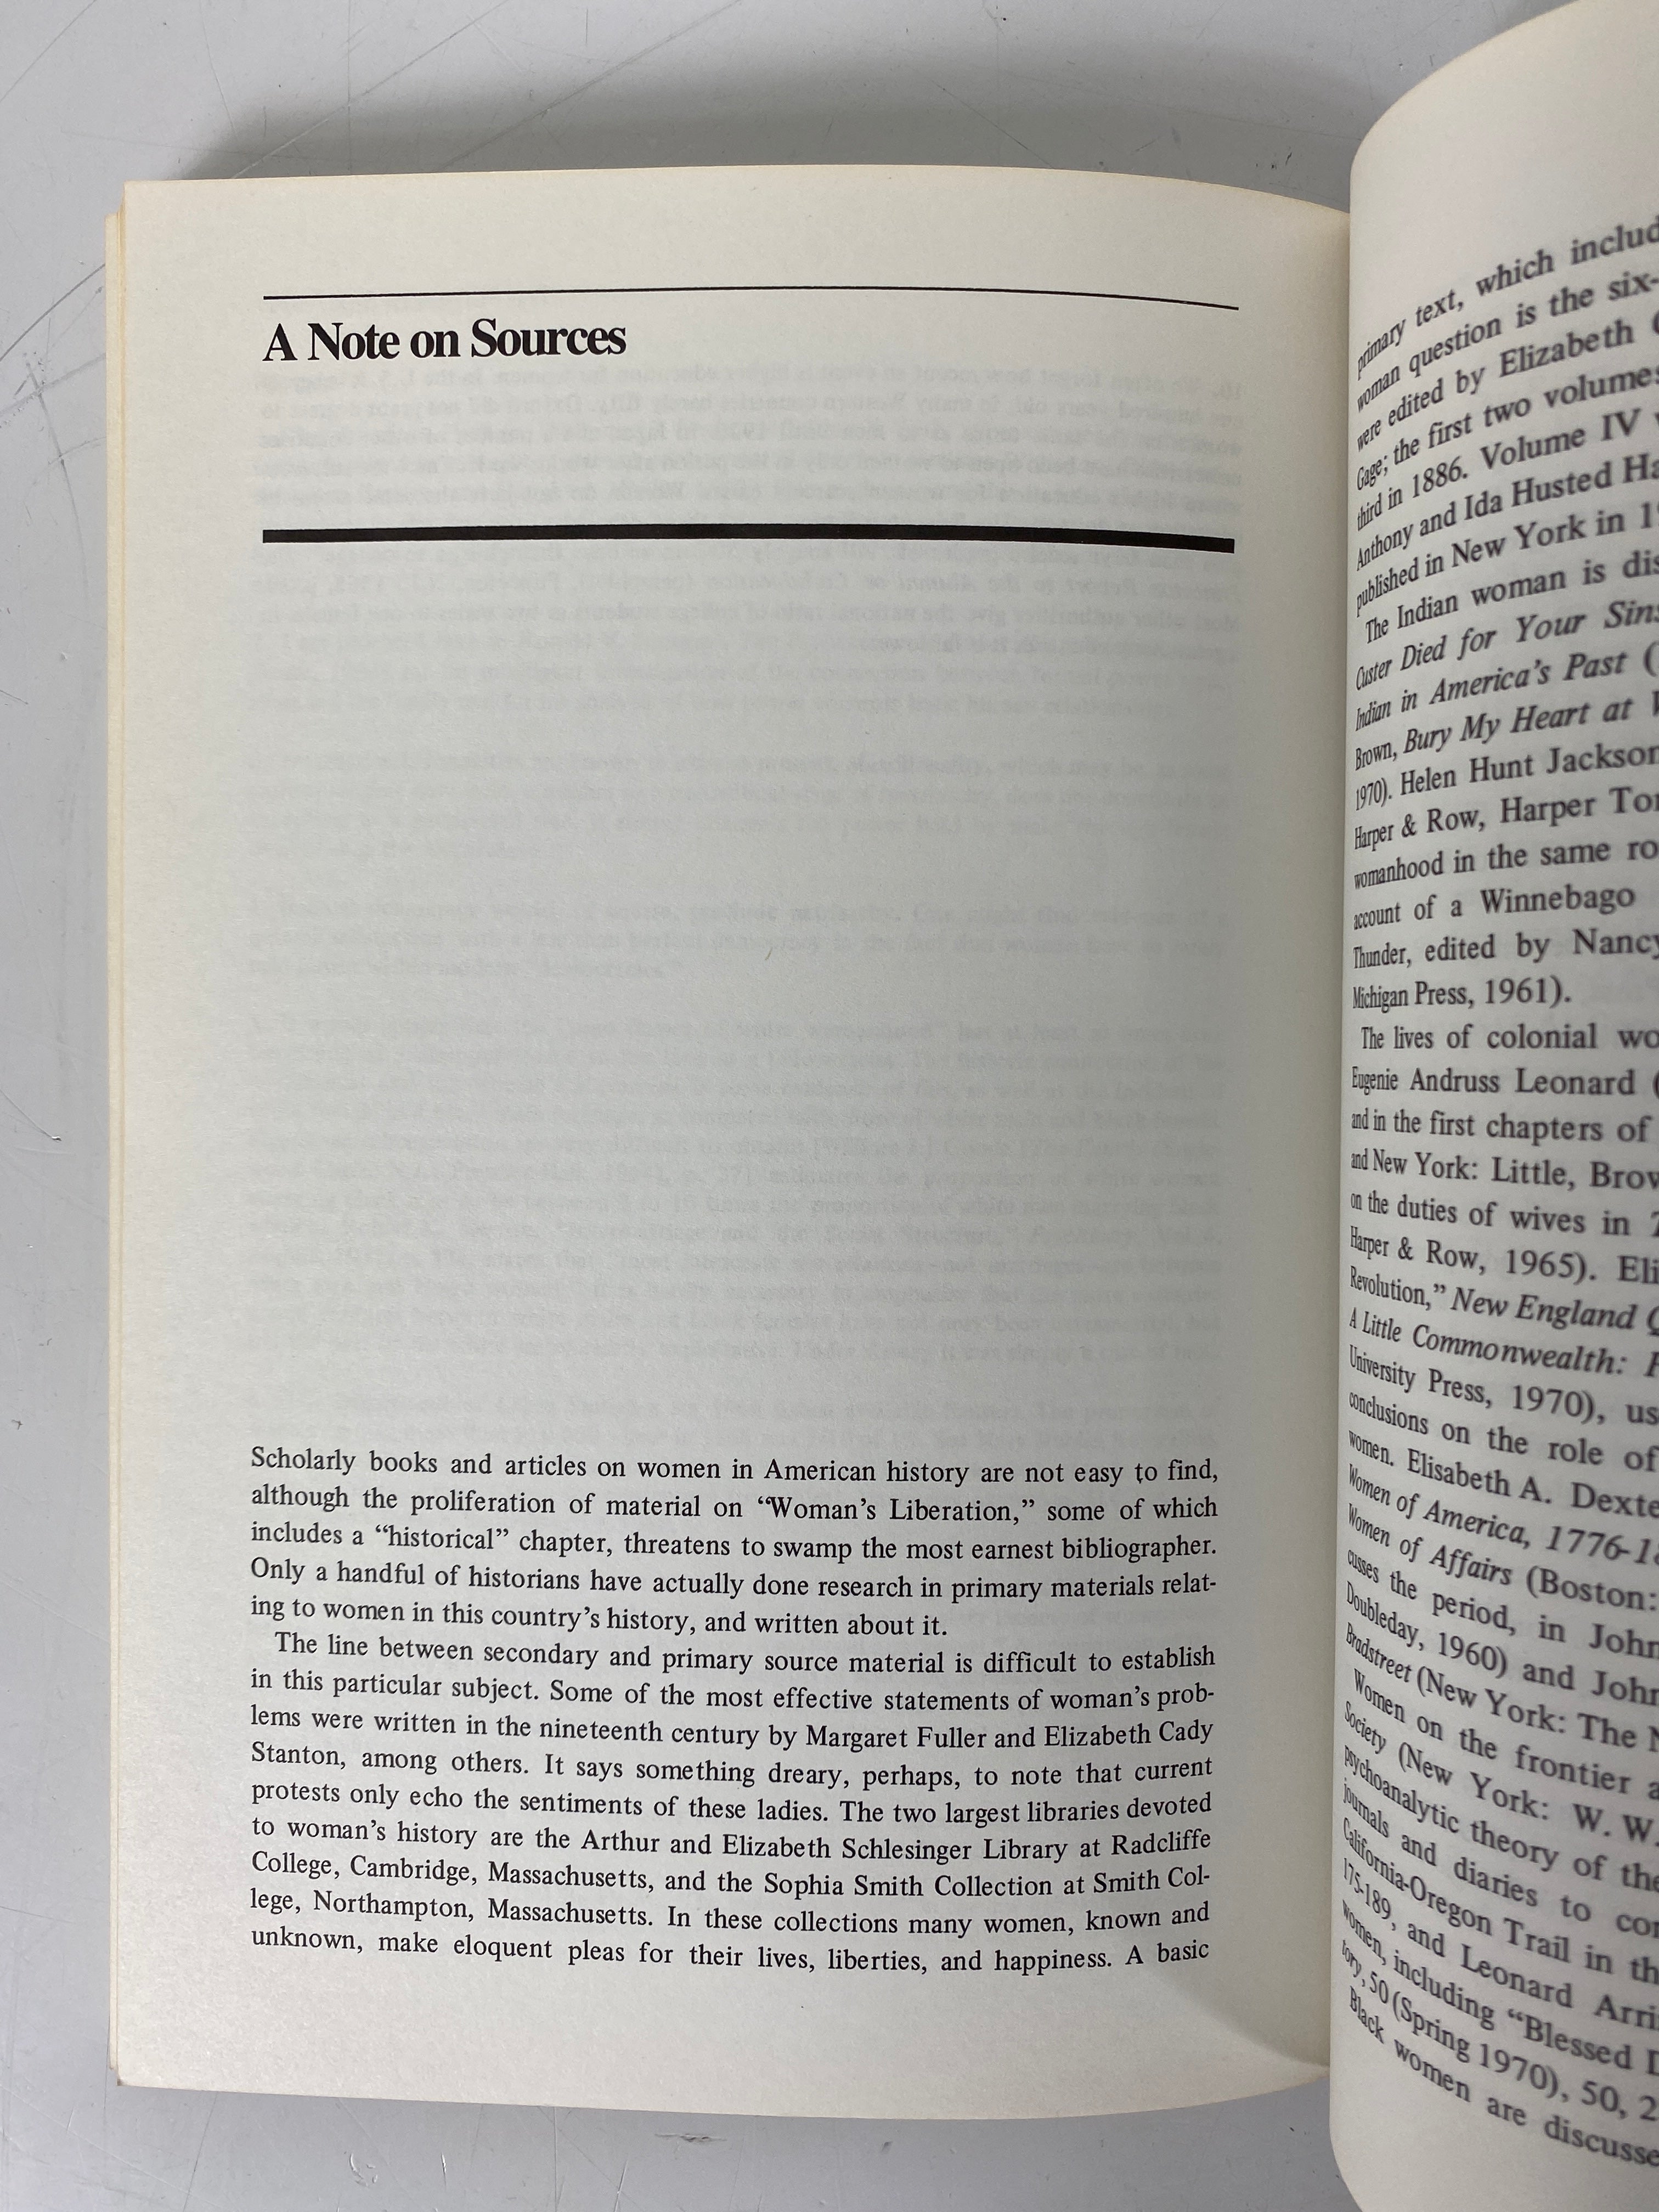 A Note on Sources
Scholarly books and articles on women in American history are not easy to find,
although the proliferation of material on “Woman’s Liberation,” some of which
includes a “historical” chapter, threatens to swamp the most earnest bibliographer.
Only a handful of historians have actually done research in primary materials relat-
ing to women in this country’s history, and written about it.
The line between secondary and primary source material is difficult to establish
in this particular subject. Some of the most effective statements of woman’s prob-
lems were written in the nineteenth century by Margaret Fuller and Elizabeth Cady
Stanton, among others. It says something dreary, perhaps, to note that current
protests only echo the sentiments of these ladies. The two largest libraries devoted
to woman’s history are the Arthur and Elizabeth Schlesinger Library at Radcliffe
College, Cambridge, Massachusetts, and the Sophia Smith Collection at Smith Col-
lege, Northampton, Massachusetts. In these collections many women, known and
unknown, make eloquent pleas for their lives, liberties, and happiness. A basic
primary text, which includ
woman question is the six-
were edited by Elizabeth
Gage; the first two volumes
third in 1886. Volume IV
Anthony and Ida Husted Ha
published in New York in 1
The Indian woman is dis
Custer Died for Your Sins
Indian in America’s Past (
Brown, Bury My Heart at
1970). Helen Hunt Jackson
Harper & Row, Harper Tor
womanhood in the same ro
account of a Winnebago
Thunder, edited by Nancy
Michigan Press, 1961).
The lives of colonial wo
Eugenie Andruss Leonard (
and in the first chapters of
and New York: Little, Brow
on the duties of wives in
Harper & Row, 1965). Eli
Revolution,” New England Q
A Little Commonwealth: F
University Press, 1970), us
conclusions on the role of
women. Elisabeth A. Dexte
Women of America, 1776-18
Women of Affairs (Boston:
cusses the period, in John
Doubleday, 1960) and John
Bradstreet (New York: The N
Women on the frontier a
Society (New York: W. W.
psychoanalytic theory of the
journals and diaries to cor
California-Oregon Trail in th
175-189, and Leonard Arri
women, including “Blessed D
tory, 50 (Spring 1970), 50, 2
Black women are discusse